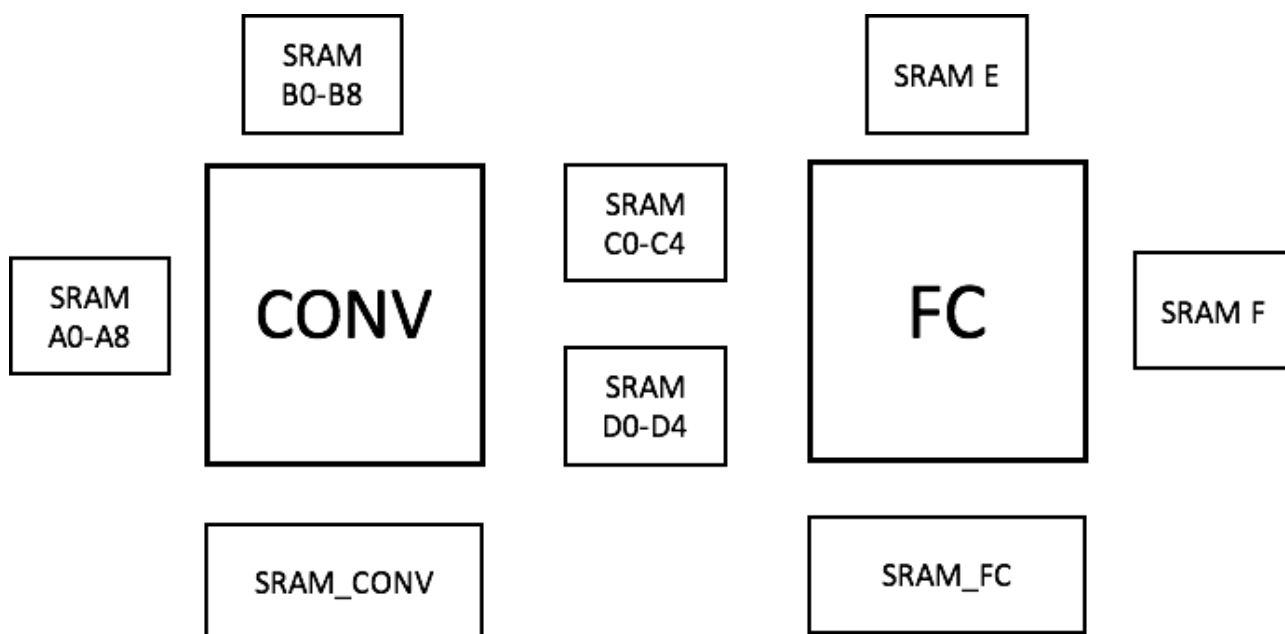 SRAM
B0-B8
SRAM E
SRAM
A0-A8
CONV
SRAM
C0-C4
SRAM
D0-D4
FC
SRAM F
SRAM_CONV
SRAM_FC